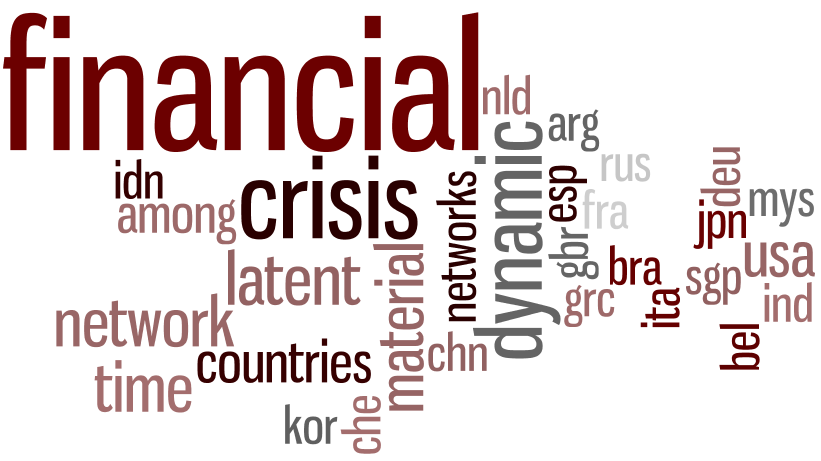 financial
nld
arg
dynamic
idn
among
crisis
networks
esp
rus
fra
deu
mys
jpn
gbr
bra
usa
sgp
latent
material
grc
ita
ind
network
countries
chn
bel
time
kor
che